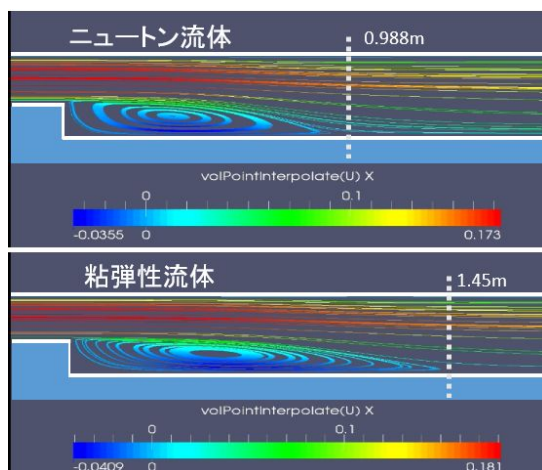 ニュートン流体
0.988m
volPointInterpolate(U) X
0 0.1
-0.0355 0 0.173
粘弾性流体
1.45m
volPointInterpolate(U) X
0 0.1
-0.0409 0 0.181